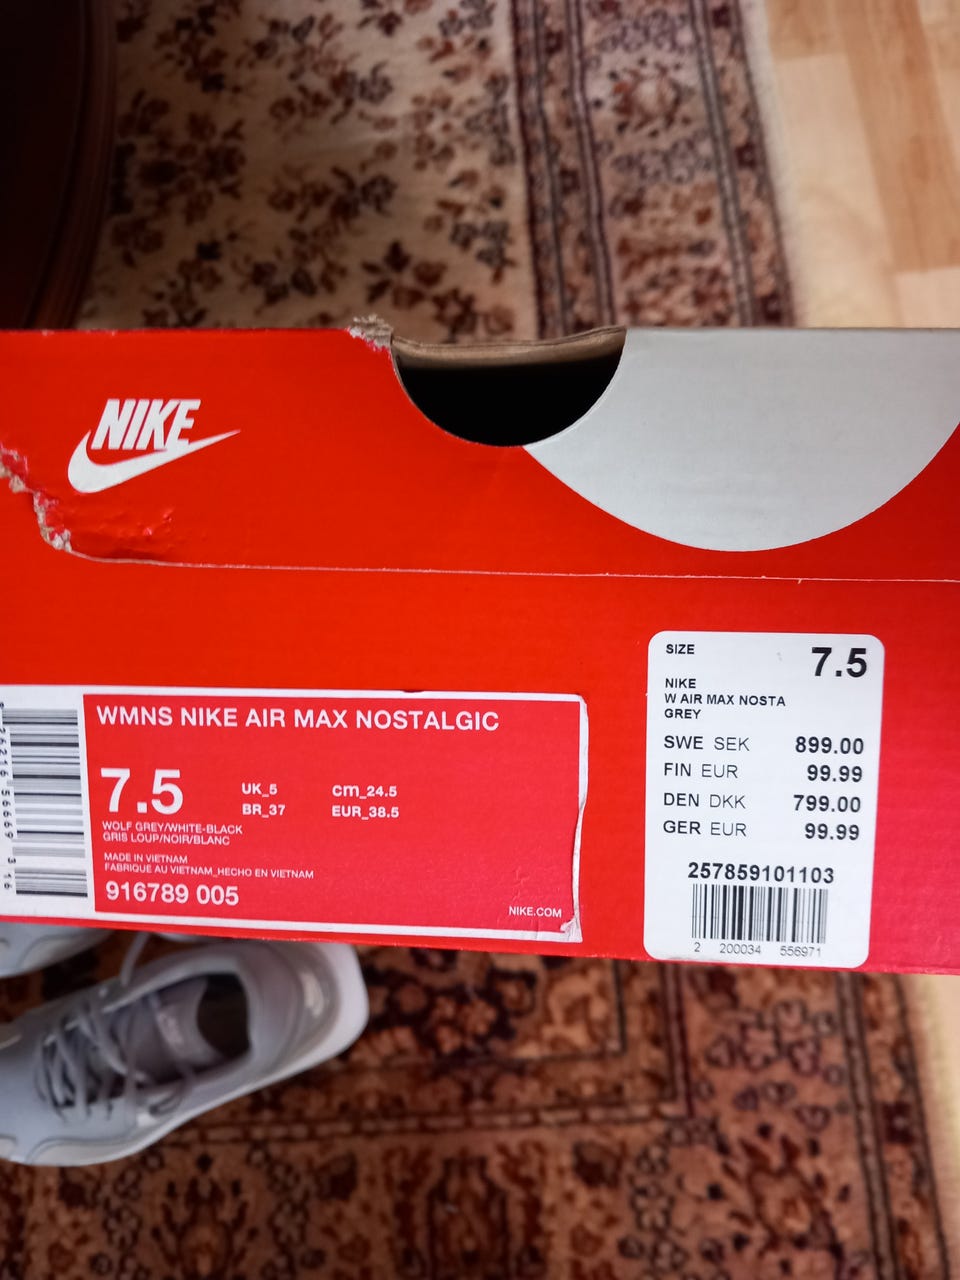 NIKE
WMNS NIKE AIR MAX NOSTALGIC
7.5
UK_5
cm_24.5
BR_37
EUR_38.5
WOLF GREY/WHITE-BLACK
GRIS LOUP/NOIR/BLANC
MADE IN VIETNAM
FABRIQUE AU VIETNAM_HECHO EN VIETNAM
916789 005
NIKE.COM
SIZE 7.5
NIKE
W AIR MAX NOSTA
GREY
SWE SEK 899.00
FIN EUR 99.99
DEN DKK 799.00
GER EUR 99.99
257859101103
2 200034 556971